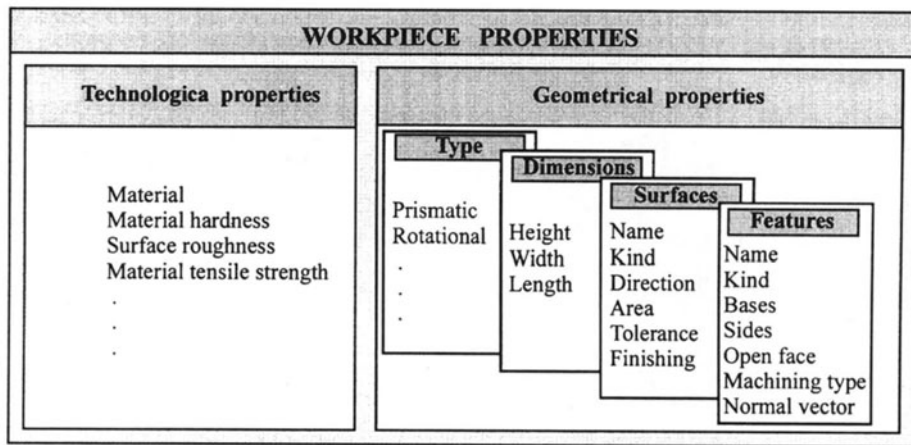 WORKPIECE PROPERTIES
Technologica properties
Material
Material hardness
Surface roughness
Material tensile strength
.
.
.
Geometrical properties
Type
Prismatic
Rotational
.
.
.
Dimensions
Height
Width
Length
Surfaces
Name
Kind
Direction
Area
Tolerance
Finishing
Features
Name
Kind
Bases
Sides
Open face
Machining type
Normal vector